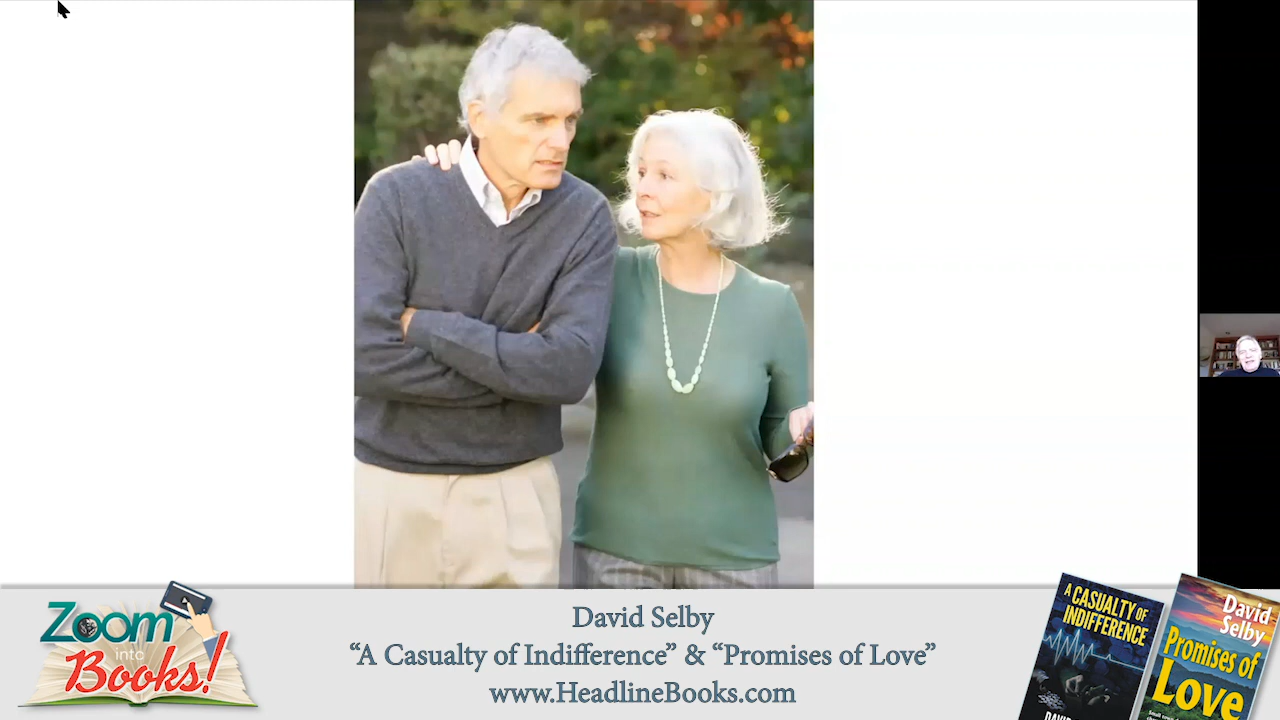 Zoom
into
Books!
David Selby
“A Casualty of Indifference” & “Promises of Love”
www.HeadlineBooks.com
A CASUALTY OF
INDIFFERENCE
David
Selby
Promises of
Love